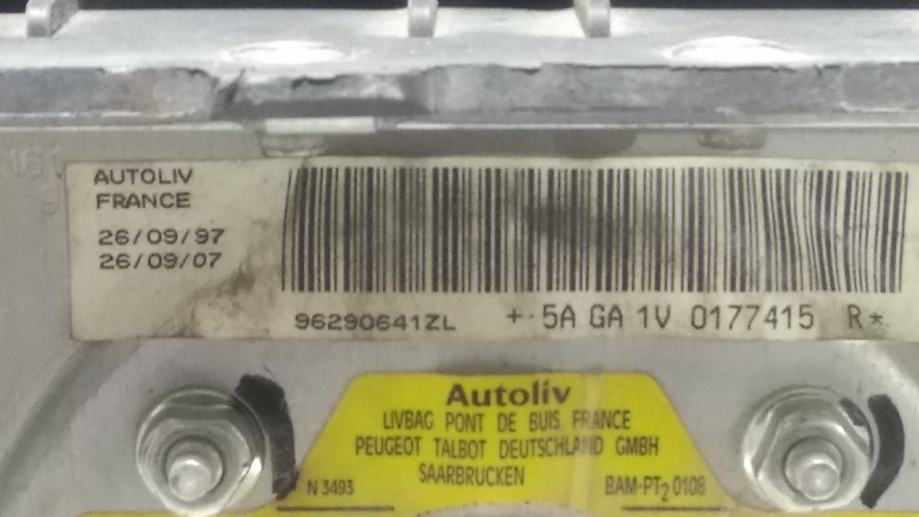 AUTOLIV
FRANCE
26/09/97
26/09/07
96290641ZL + 5A GA 1V 0177415 R*
Autoliv
LIVBAG PONT DE BUIS FRANCE
PEUGEOT TALBOT DEUTSCHLAND GMBH
SAARBRUCKEN
N 3493 BAM-PT2 0108